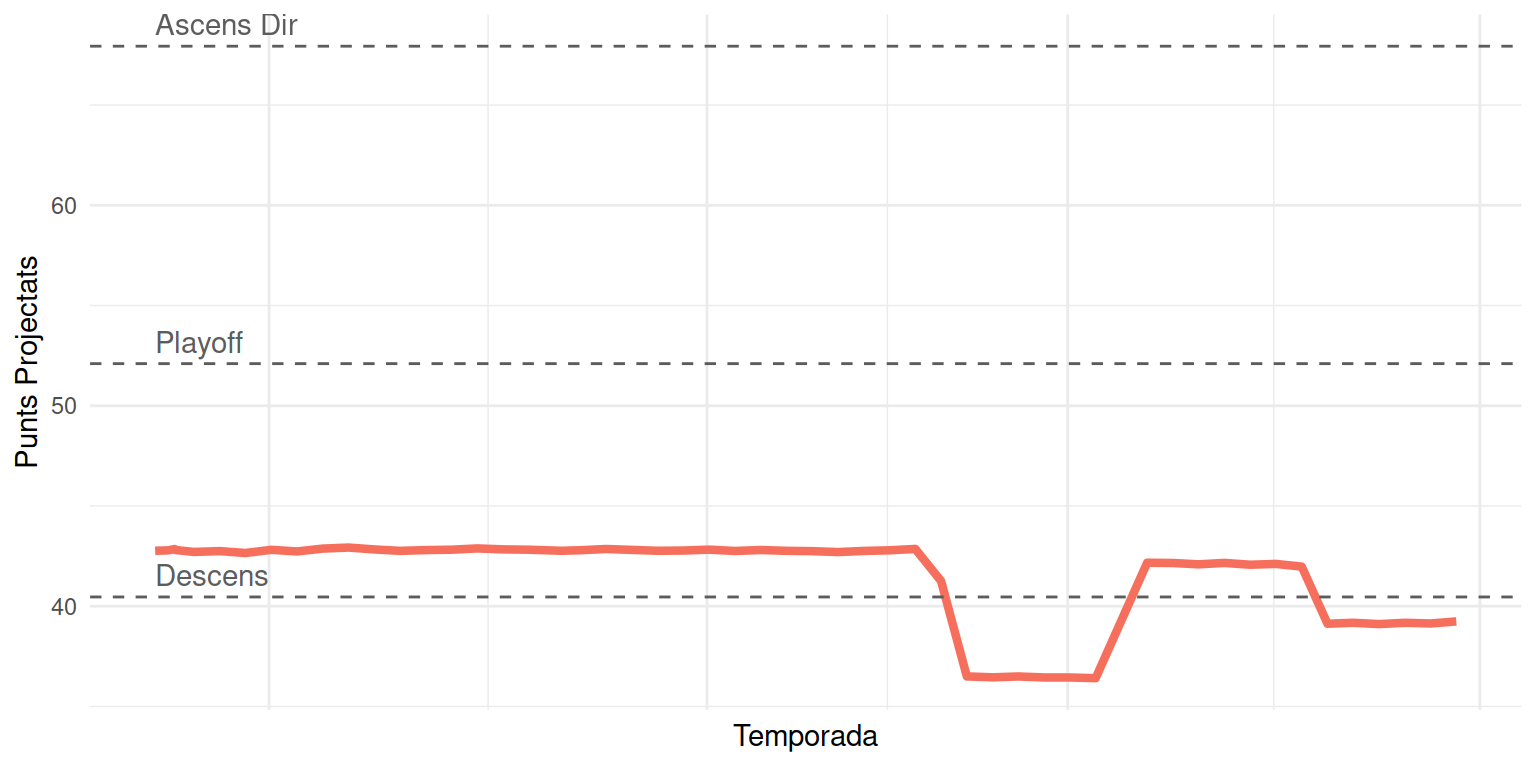 Ascens Dir
60
Playoff
50
Descens
40
Punts Projectats
Temporada